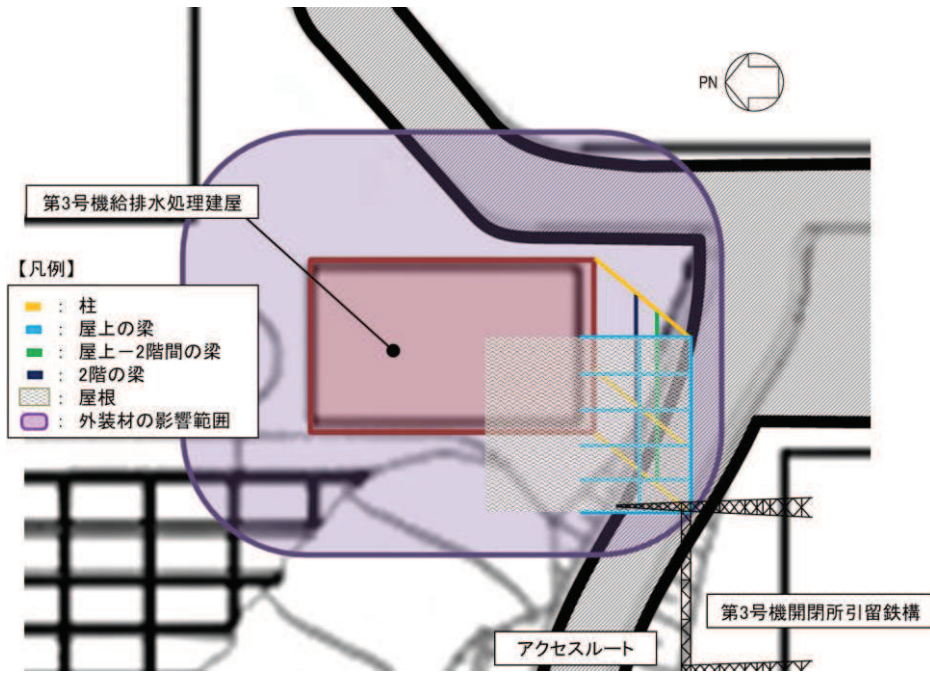 PN
第3号機給排水処理建屋
【凡例】
： 柱
： 屋上の梁
： 屋上－2階間の梁
： 2階の梁
： 屋根
： 外装材の影響範囲
第3号機開閉所引留鉄構
アクセスルート